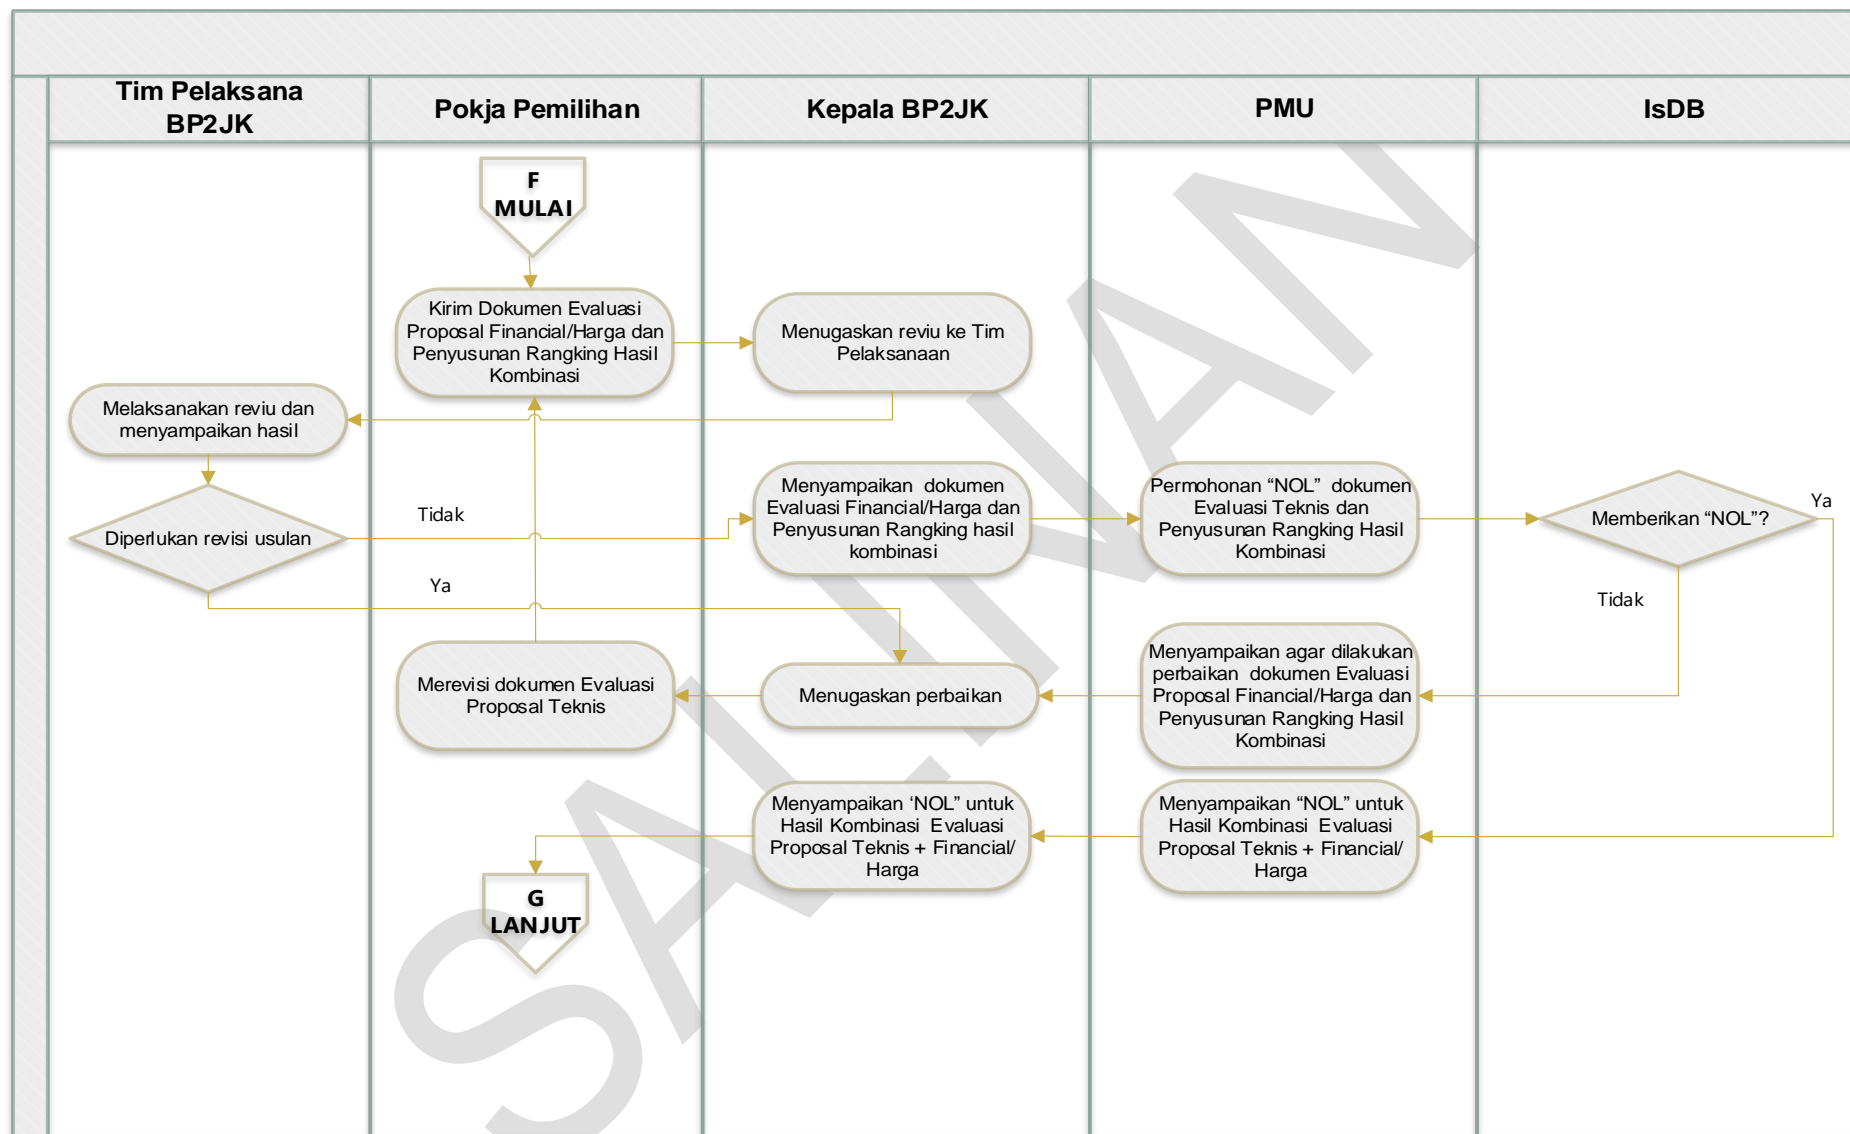 Tim Pelaksana
BP2JK
Pokja Pemilihan
Kepala BP2JK
PMU
IsDB
F
MULAI
Kirim Dokumen Evaluasi
Proposal Financial/Harga dan
Penyusunan Rangking Hasil
Kombinasi
Menugaskan reviu ke Tim
Pelaksanaan
Melaksanakan reviu dan
menyampaikan hasil
Diperlukan revisi usulan
Tidak
Ya
Menyampaikan dokumen
Evaluasi Financial/Harga dan
Penyusunan Rangking hasil
kombinasi
Permohonan “NOL” dokumen
Evaluasi Teknis dan
Penyusunan Rangking Hasil
Kombinasi
Memberikan “NOL”?
Ya
Tidak
Merevisi dokumen Evaluasi
Proposal Teknis
Menugaskan perbaikan
Menyampaikan agar dilakukan
perbaikan dokumen Evaluasi
Proposal Financial/Harga dan
Penyusunan Rangking Hasil
Kombinasi
Menyampaikan ‘NOL” untuk
Hasil Kombinasi Evaluasi
Proposal Teknis + Financial/
Harga
Menyampaikan “NOL” untuk
Hasil Kombinasi Evaluasi
Proposal Teknis + Financial/
Harga
G
LANJUT
SALINAN